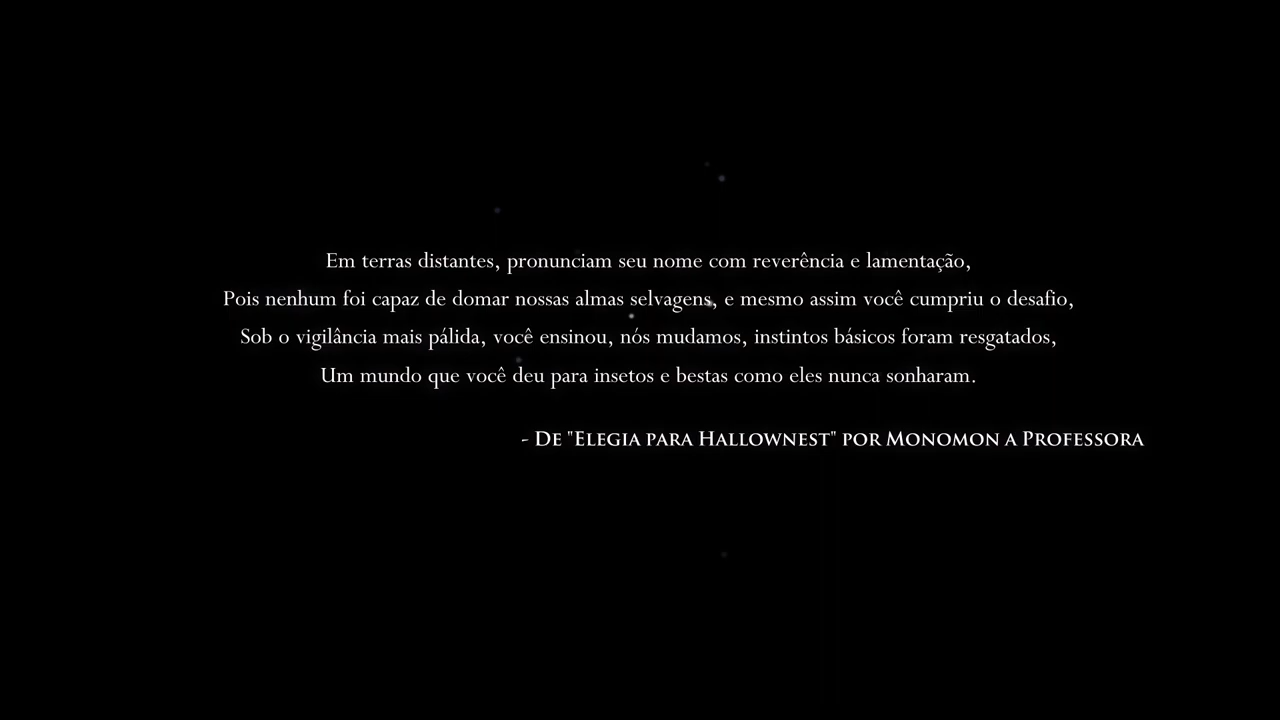 Em terras distantes, pronunciam seu nome com reverência e lamentação,
Pois nenhum foi capaz de domar nossas almas selvagens, e mesmo assim você cumpriu o desafio,
Sob o vigilância mais pálida, você ensinou, nós mudamos, instintos básicos foram resgatados,
Um mundo que você deu para insetos e bestas como eles nunca sonharam.
- De "Elegia para Hallownest" por Monomon a Professora